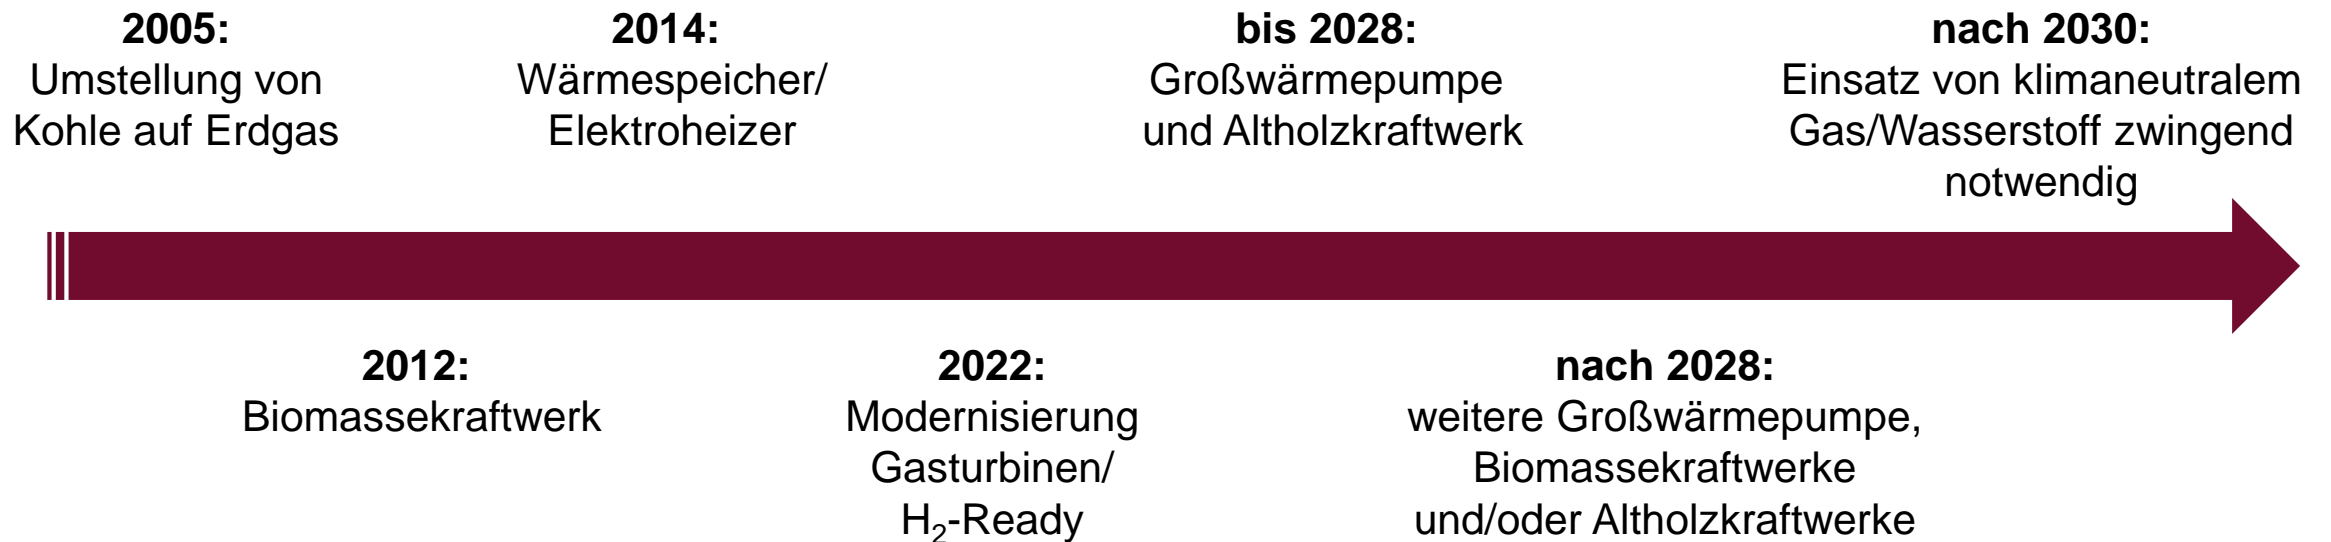 2005:
Umstellung von
Kohle auf Erdgas
2014:
Wärmespeicher/
Elektroheizer
bis 2028:
Großwärmepumpe
und Altholzkraftwerk
nach 2030:
Einsatz von klimaneutralem
Gas/Wasserstoff zwingend
notwendig
2012:
Biomassekraftwerk
2022:
Modernisierung
Gasturbinen/
H₂-Ready
nach 2028:
weitere Großwärmepumpe,
Biomassekraftwerke
und/oder Altholzkraftwerke